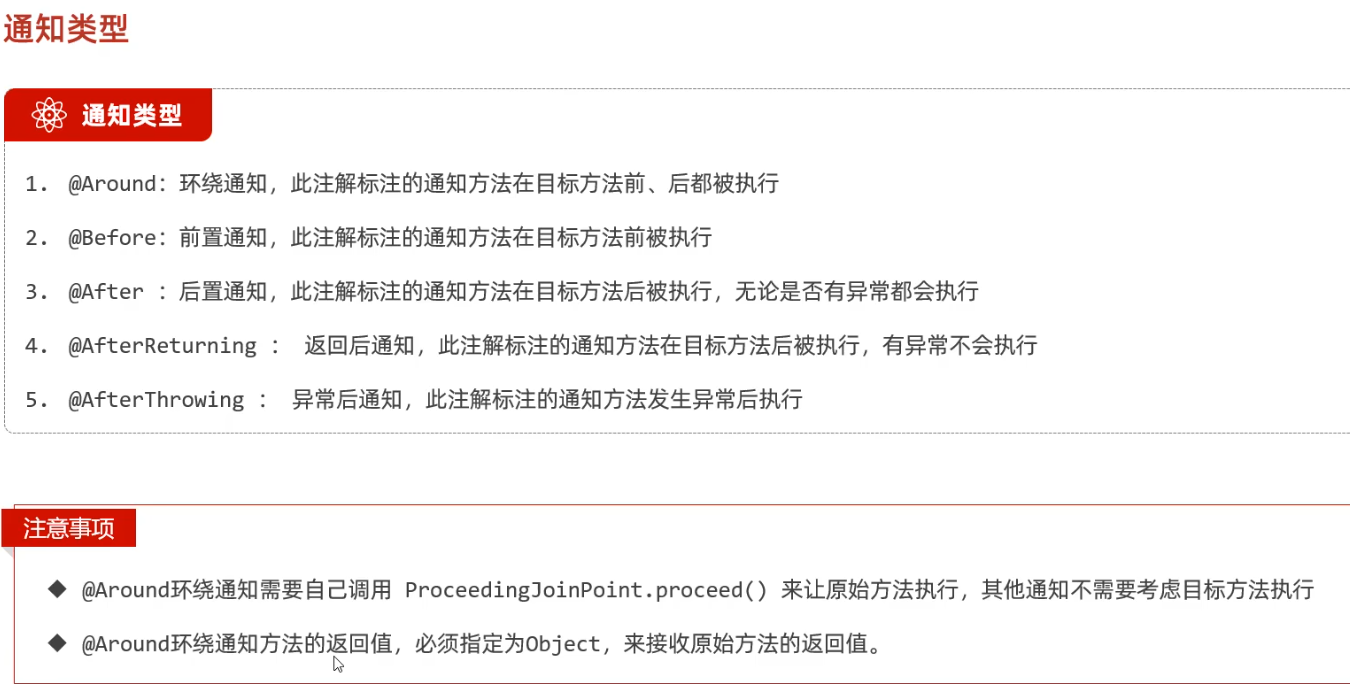 通知类型
通知类型
1. @Around：环绕通知，此注解标注的通知方法在目标方法前、后都被执行
2. @Before：前置通知，此注解标注的通知方法在目标方法前被执行
3. @After ：后置通知，此注解标注的通知方法在目标方法后被执行，无论是否有异常都会执行
4. @AfterReturning ： 返回后通知，此注解标注的通知方法在目标方法后被执行，有异常不会执行
5. @AfterThrowing ： 异常后通知，此注解标注的通知方法发生异常后执行
注意事项
◆ @Around环绕通知需要自己调用 ProceedingJoinPoint.proceed() 来让原始方法执行，其他通知不需要考虑目标方法执行
◆ @Around环绕通知方法的返回值，必须指定为Object，来接收原始方法的返回值。